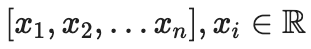 [x₁, x₂, … xₙ], xᵢ ∈ ℝ